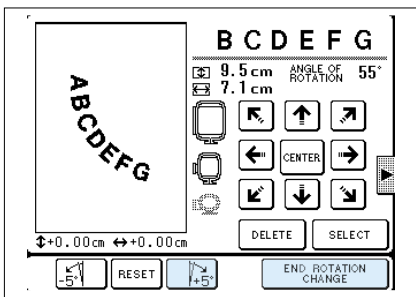 B C D E F G
9.5cm ANGLE OF ROTATION 55°
7.1cm
ABCDEFG
CENTER
+0.00cm +0.00cm
DELETE SELECT
-5° RESET +5° END ROTATION CHANGE